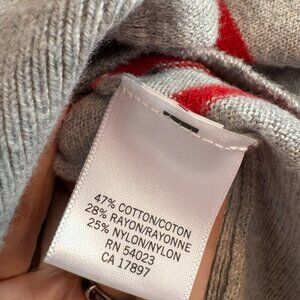 47% COTTON/COTON
28% RAYON/RAYONNE
25% NYLON/NYLON
RN 54023
CA 17897